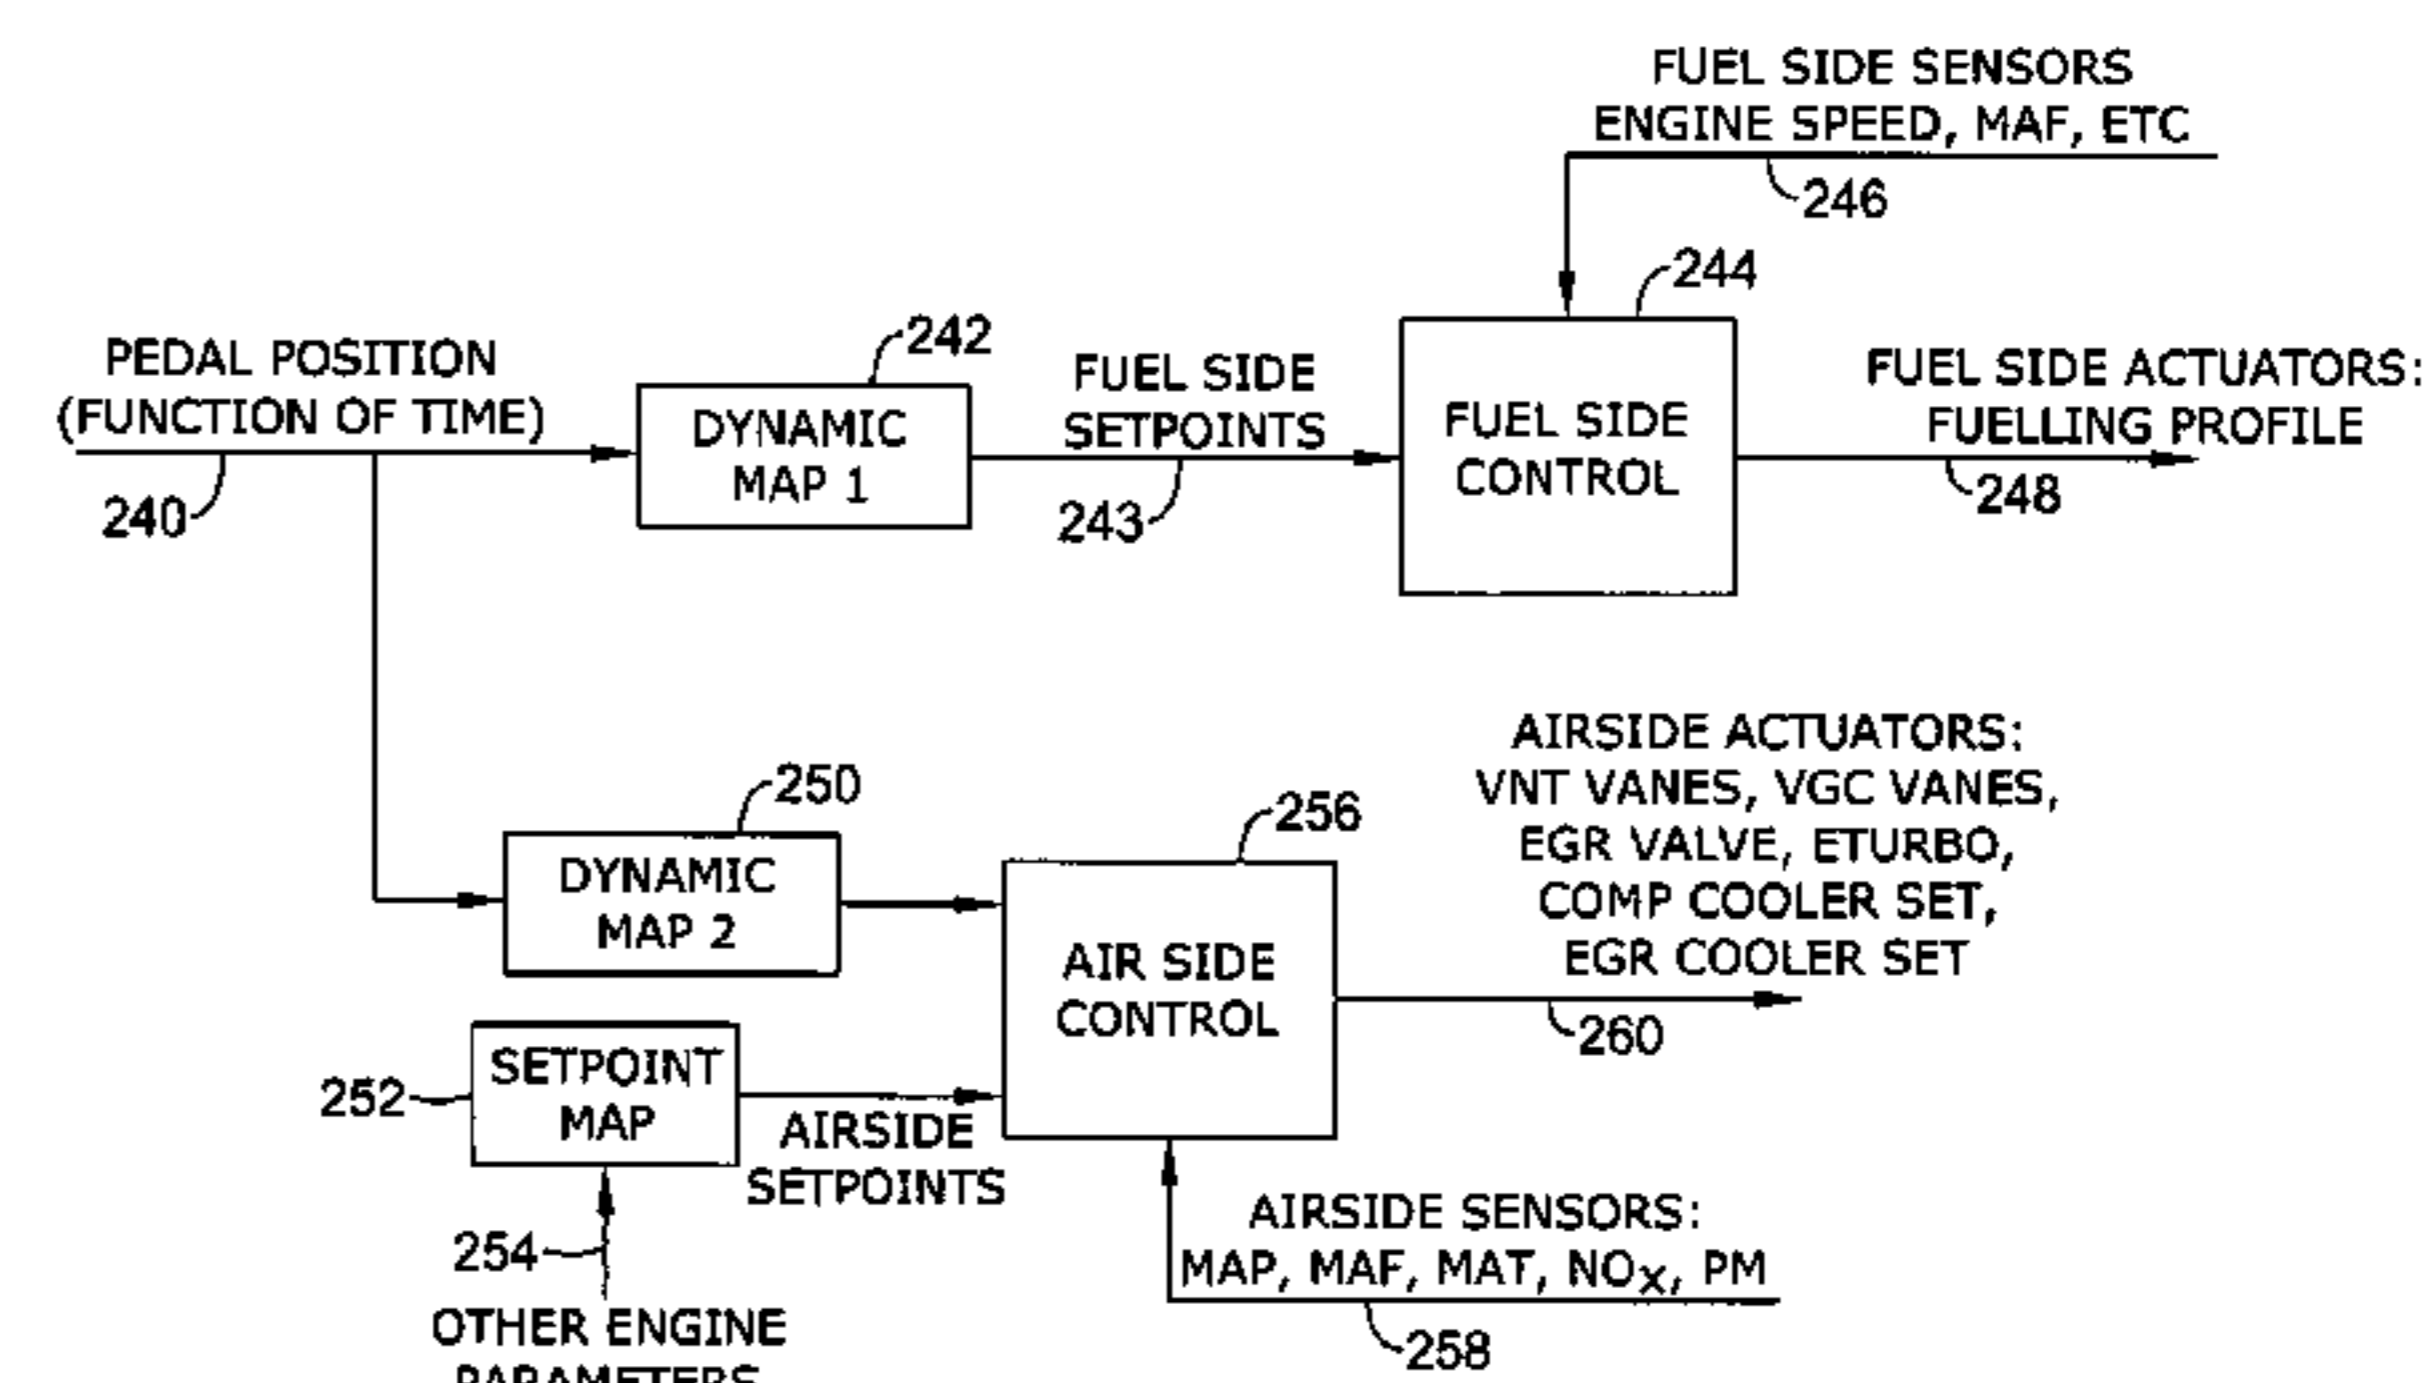 FUEL SIDE SENSORS
ENGINE SPEED, MAF, ETC
246
244
PEDAL POSITION
(FUNCTION OF TIME)
240
242
DYNAMIC
MAP 1
FUEL SIDE
SETPOINTS
243
FUEL SIDE
CONTROL
FUEL SIDE ACTUATORS:
FUELLING PROFILE
248
250
DYNAMIC
MAP 2
256
AIR SIDE
CONTROL
AIRSIDE ACTUATORS:
VNT VANES, VGC VANES,
EGR VALVE, ETURBO,
COMP COOLER SET,
EGR COOLER SET
260
252
SETPOINT
MAP
AIRSIDE
SETPOINTS
254
OTHER ENGINE
PARAMETERS
AIRSIDE SENSORS:
MAP, MAF, MAT, NOX, PM
258